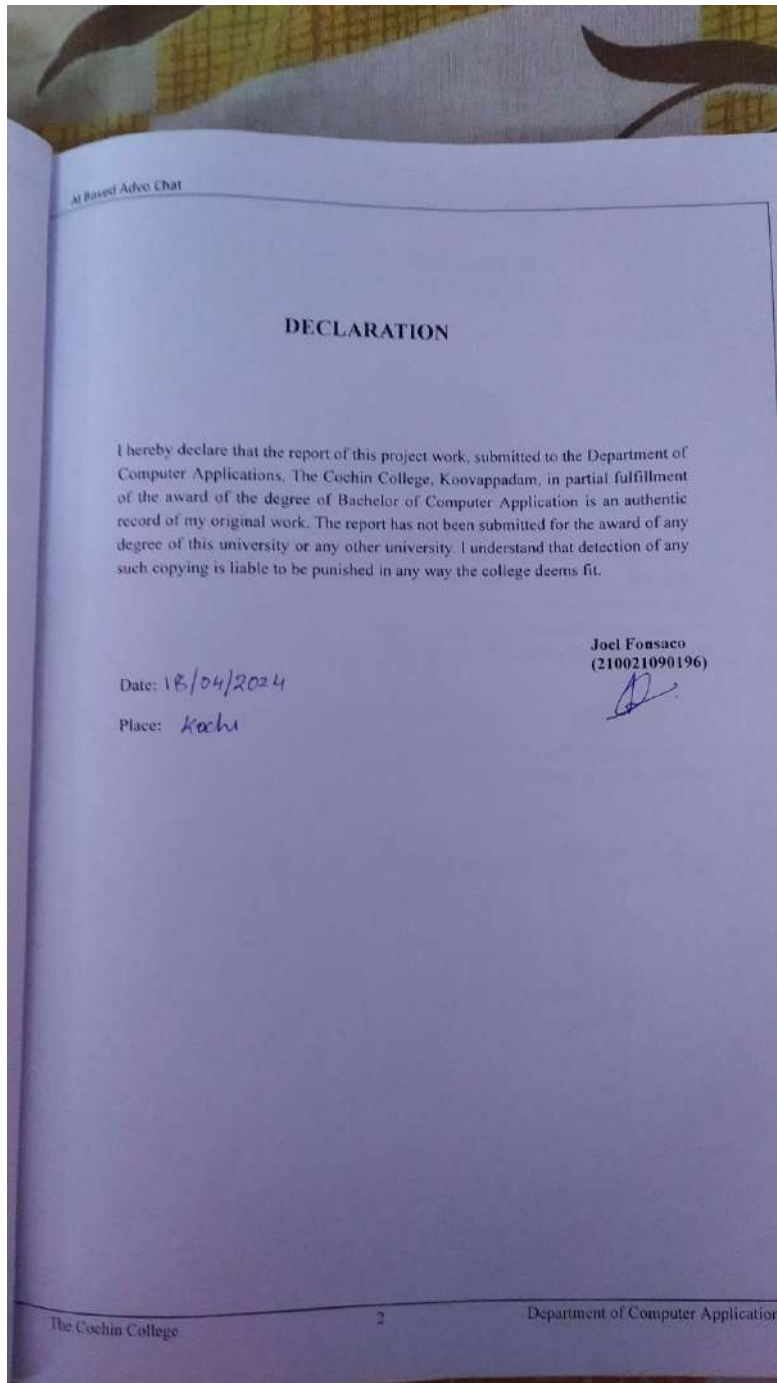 AI Based Advo Chat
DECLARATION
I hereby declare that the report of this project work, submitted to the Department of
Computer Applications, The Cochin College, Koovappadam, in partial fulfillment
of the award of the degree of Bachelor of Computer Application is an authentic
record of my original work. The report has not been submitted for the award of any
degree of this university or any other university. I understand that detection of any
such copying is liable to be punished in any way the college deems fit.
Joel Fonsaco
(210021090196)
Date: 18/04/2024
Place: Kochi
The Cochin College 2 Department of Computer Application